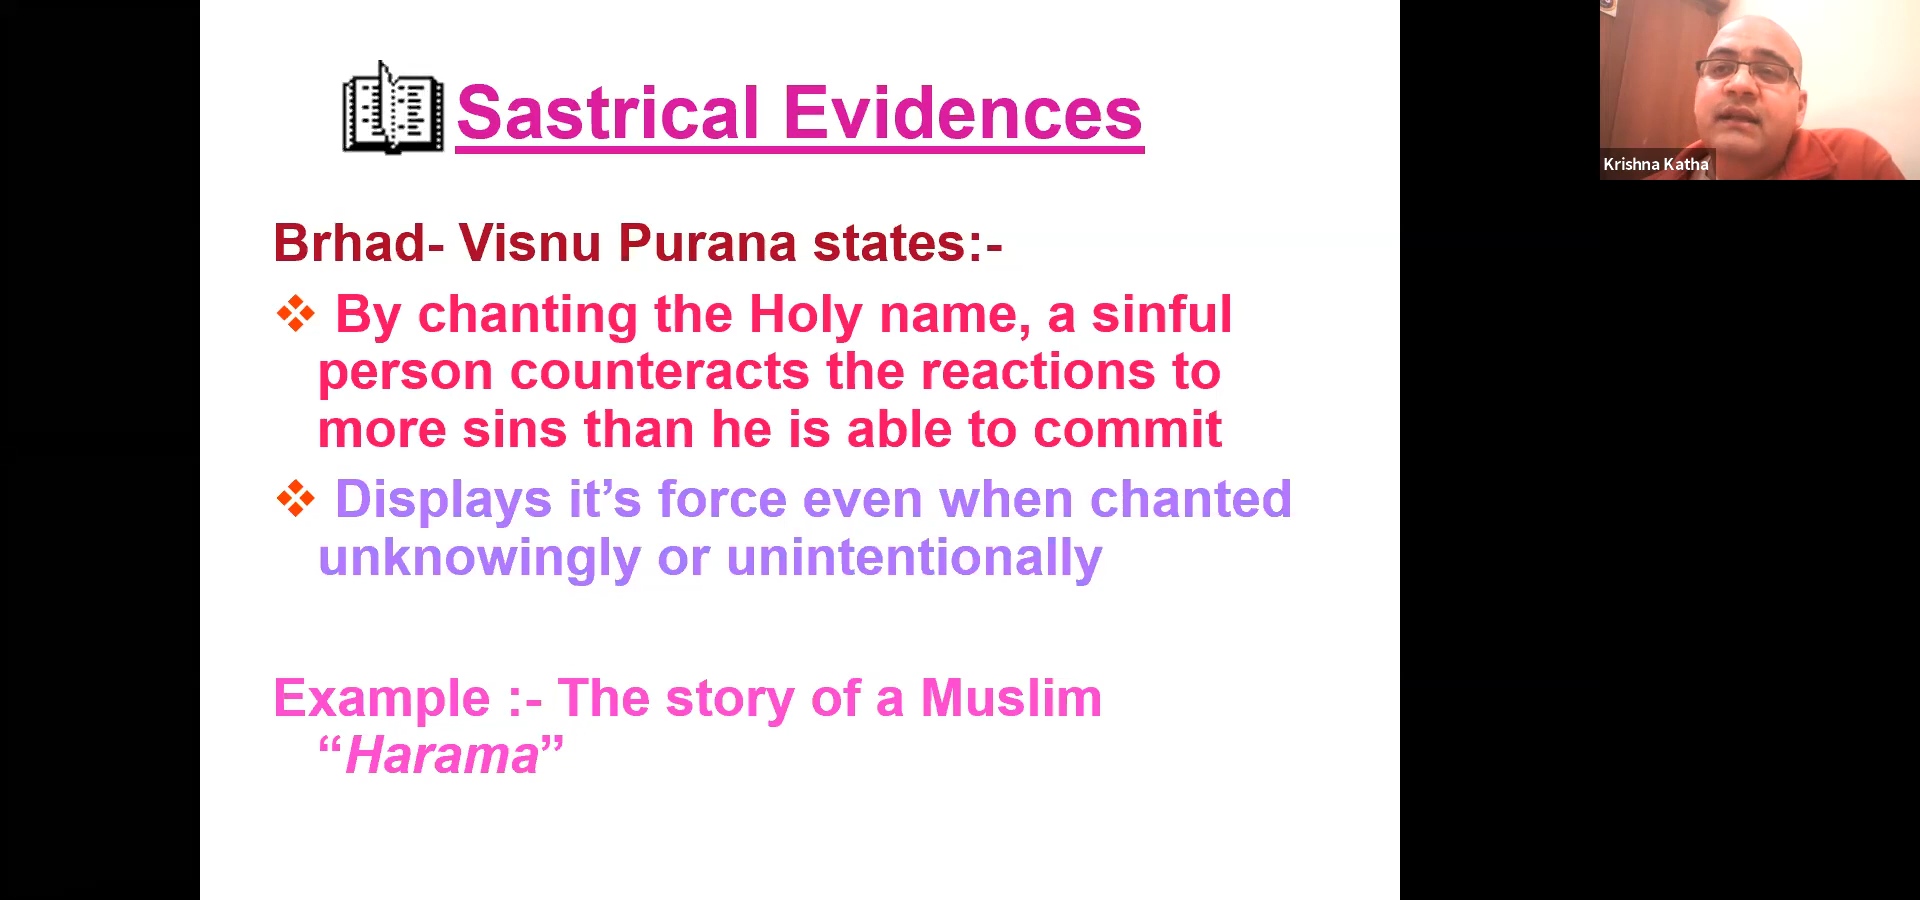 Sastrical Evidences
Brhad- Visnu Purana states:-
By chanting the Holy name, a sinful
person counteracts the reactions to
more sins than he is able to commit
Displays it’s force even when chanted
unknowingly or unintentionally
Example :- The story of a Muslim
“Harama”
Krishna Katha